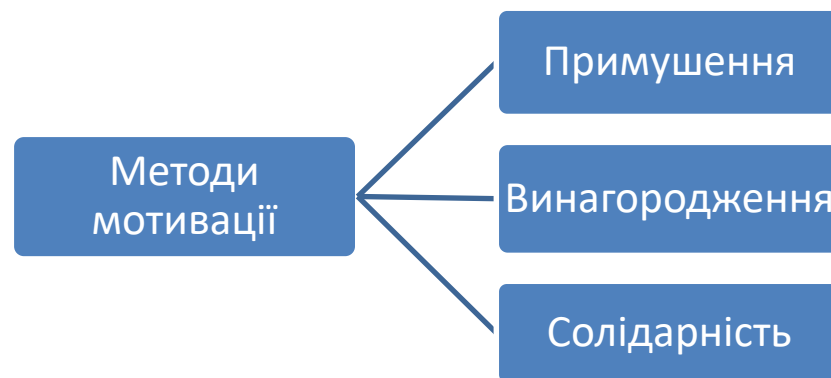 Методи
мотивації
Примушення
Винагородження
Солідарність